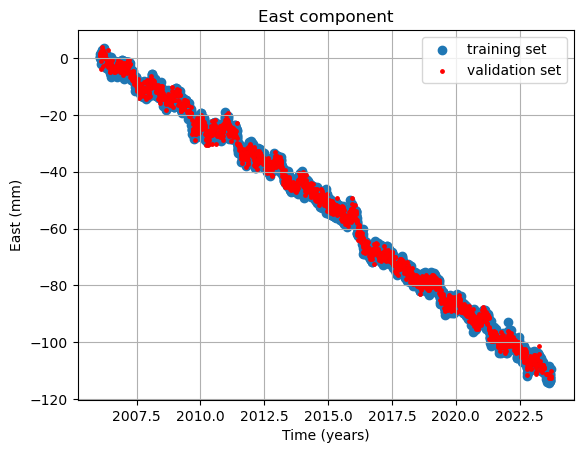 East component
training set
validation set
East (mm)
0
−20
−40
−60
−80
−100
−120
2007.5
2010.0
2012.5
2015.0
2017.5
2020.0
2022.5
Time (years)